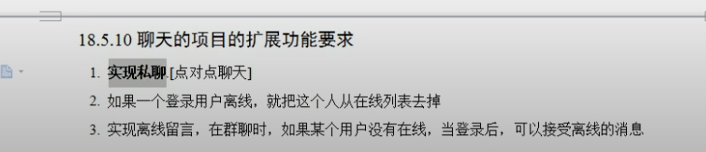 18.5.10 聊天的项目的扩展功能要求
1. 实现私聊.[点对点聊天]
2. 如果一个登录用户离线，就把这个人从在线列表去掉
3. 实现离线留言，在群聊时，如果某个用户没有在线，当登录后，可以接受离线的消息